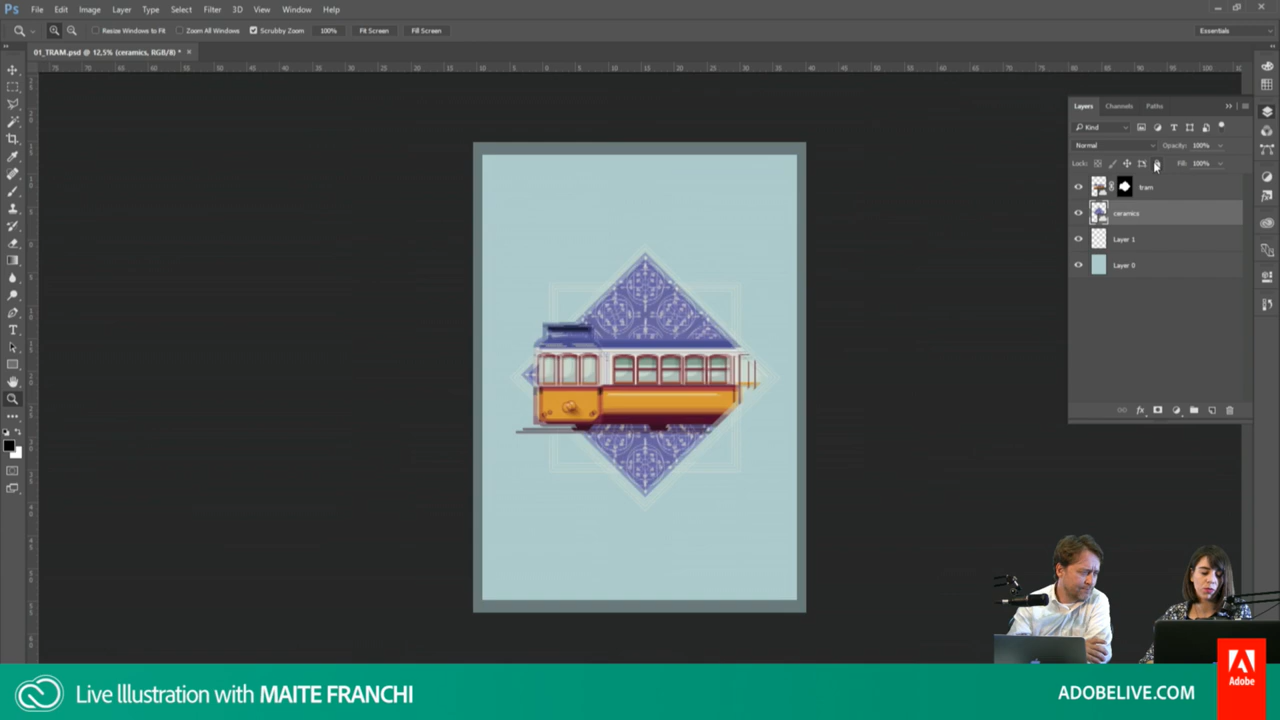 Ps File Edit Image Layer Type Select Filter 3D View Window Help
Resize Windows to Fit All Windows Scrubby Zoom 100% Fit Screen Fill Screen Essentials
01_TRAM.psd @ 12,5% (ceramics, RGB/8) * ×
Layers Channels Paths
Kind
Normal Opacity: 100%
Lock: Fill: 100%
tram
ceramics
Layer 1
Layer 0
Live Illustration with MAITE FRANCHI
ADOBELIVE.COM
Adobe